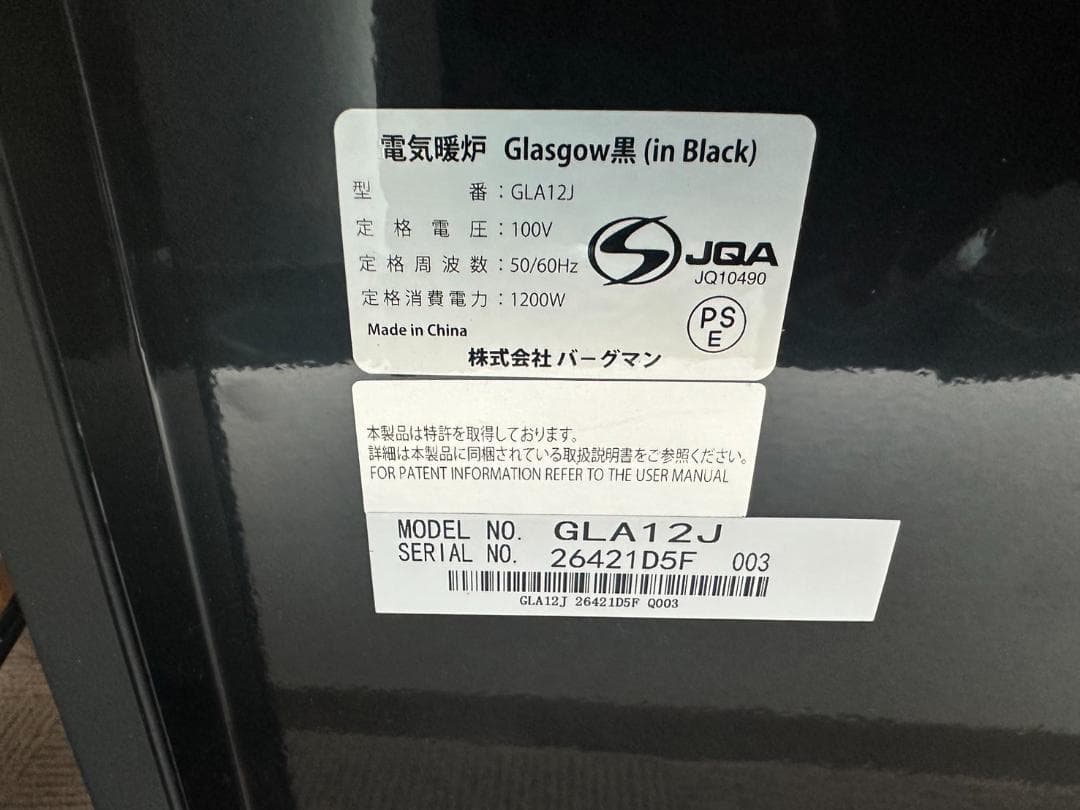 電気暖炉 Glasgow黒 (in Black)
型番：GLA12J
定格電圧：100V
定格周波数：50/60Hz
定格消費電力：1200W
JQA
JQ10490
Made in China
PS
E
株式会社 バーグマン
本製品は特許を取得しております。
詳細は本製品に同梱されている取扱説明書をご参照ください。
FOR PATENT INFORMATION REFER TO THE USER MANUAL
MODEL NO. GLA12J
SERIAL NO. 26421D5F 003
GLA12J 26421D5F Q003